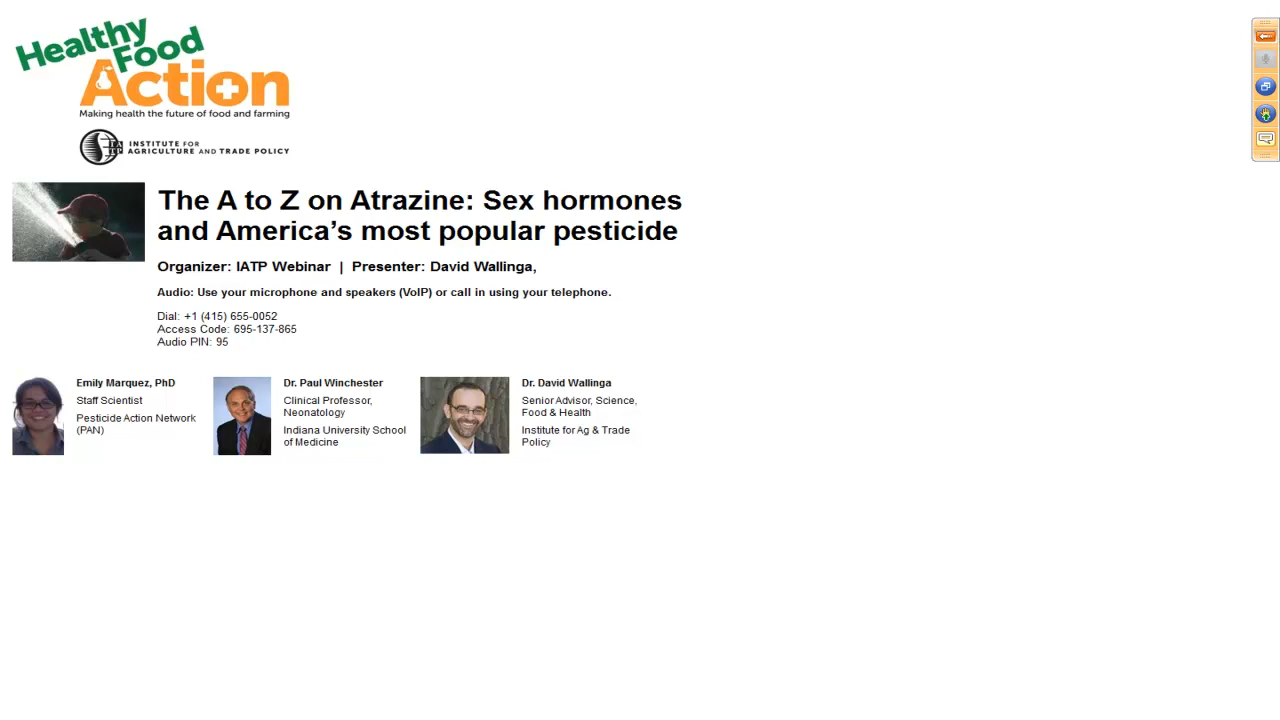 Healthy
Food
Action
Making health the future of food and farming
INSTITUTE FOR
AGRICULTURE AND TRADE POLICY
The A to Z on Atrazine: Sex hormones
and America's most popular pesticide
Organizer: IATP Webinar | Presenter: David Wallinga,
Audio: Use your microphone and speakers (VoIP) or call in using your telephone.
Dial: +1 (415) 655-0052
Access Code: 695-137-865
Audio PIN: 95
Emily Marquez, PhD
Staff Scientist
Pesticide Action Network
(PAN)
Dr. Paul Winchester
Clinical Professor,
Neonatology
Indiana University School
of Medicine
Dr. David Wallinga
Senior Advisor, Science,
Food & Health
Institute for Ag & Trade
Policy